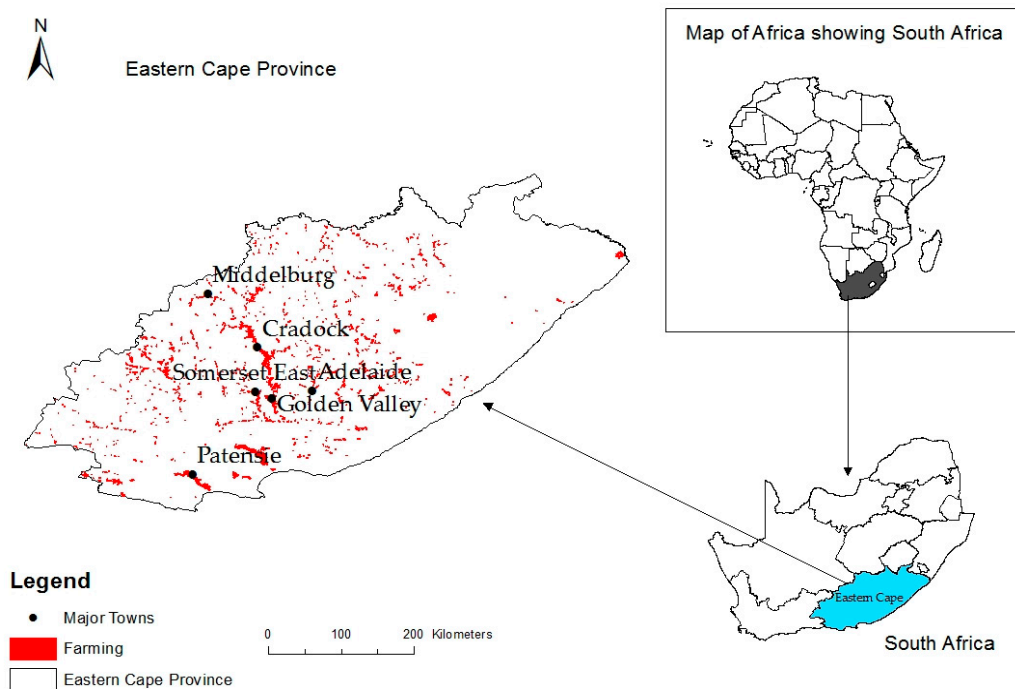 N
Eastern Cape Province
Map of Africa showing South Africa
Middelburg
Cradock
Somerset East
Adelaide
Golden Valley
Patensie
Eastern Cape
South Africa
Legend
Major Towns
Farming
Eastern Cape Province
0 100 200 Kilometers